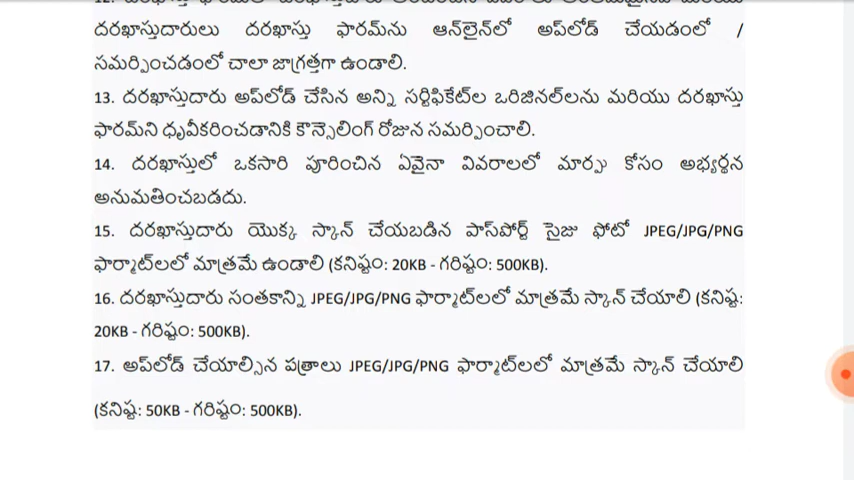 దరఖాస్తుదారులు దరఖాస్తు ఫారమ్‌ను ఆన్‌లైన్‌లో అప్‌లోడ్ చేయడంలో /
సమర్పించడంలో చాలా జాగ్రత్తగా ఉండాలి.
13. దరఖాస్తుదారు అప్‌లోడ్ చేసిన అన్ని సర్టిఫికేట్‌ల ఒరిజినల్‌లను మరియు దరఖాస్తు
ఫారమ్‌ని ధృవీకరించడానికి కౌన్సెలింగ్ రోజున సమర్పించాలి.
14. దరఖాస్తులో ఒకసారి పూరించిన ఏవైనా వివరాలలో మార్పు కోసం అభ్యర్థన
అనుమతించబడదు.
15. దరఖాస్తుదారు యొక్క స్కాన్ చేయబడిన పాస్‌పోర్ట్ సైజు ఫోటో JPEG/JPG/PNG
ఫార్మాట్‌లలో మాత్రమే ఉండాలి (కనిష్టం: 20KB - గరిష్టం: 500KB).
16. దరఖాస్తుదారు సంతకాన్ని JPEG/JPG/PNG ఫార్మాట్‌లలో మాత్రమే స్కాన్ చేయాలి (కనిష్ట:
20KB - గరిష్టం: 500KB).
17. అప్‌లోడ్ చేయాల్సిన పత్రాలు JPEG/JPG/PNG ఫార్మాట్‌లలో మాత్రమే స్కాన్ చేయాలి
(కనిష్ట: 50KB - గరిష్టం: 500KB).